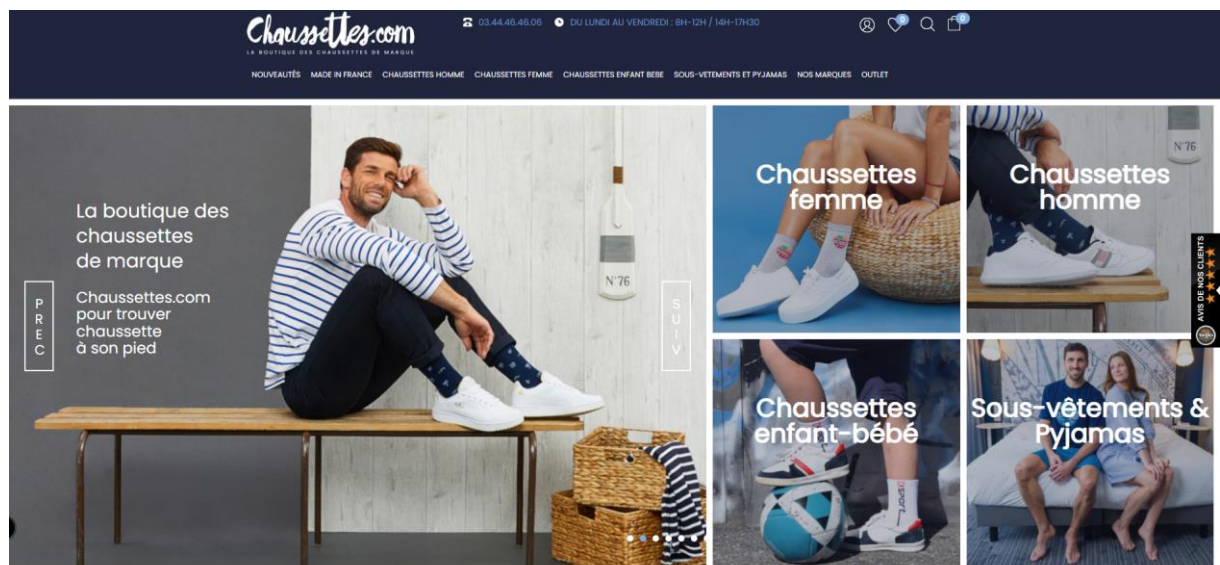 Chaussettes.com
LA BOUTIQUE DES CHAUSSETTES DE MARQUE
03.44.46.46.06
DU LUNDI AU VENDREDI : 8H-12H / 14H-17H30
0
0
NOUVEAUTÉS MADE IN FRANCE CHAUSSETTES HOMME CHAUSSETTES FEMME CHAUSSETTES ENFANT BEBE SOUS-VETEMENTS ET PYJAMAS NOS MARQUES OUTLET
La boutique des
chaussettes
de marque
Chaussettes.com
pour trouver
chaussette
à son pied
PREC
N°76
SUIV
Chaussettes
femme
Chaussettes
homme
N°76
Chaussettes
enfant-bébé
SPORT
Sous-vêtements &
Pyjamas
AVIS DE NOS CLIENTS